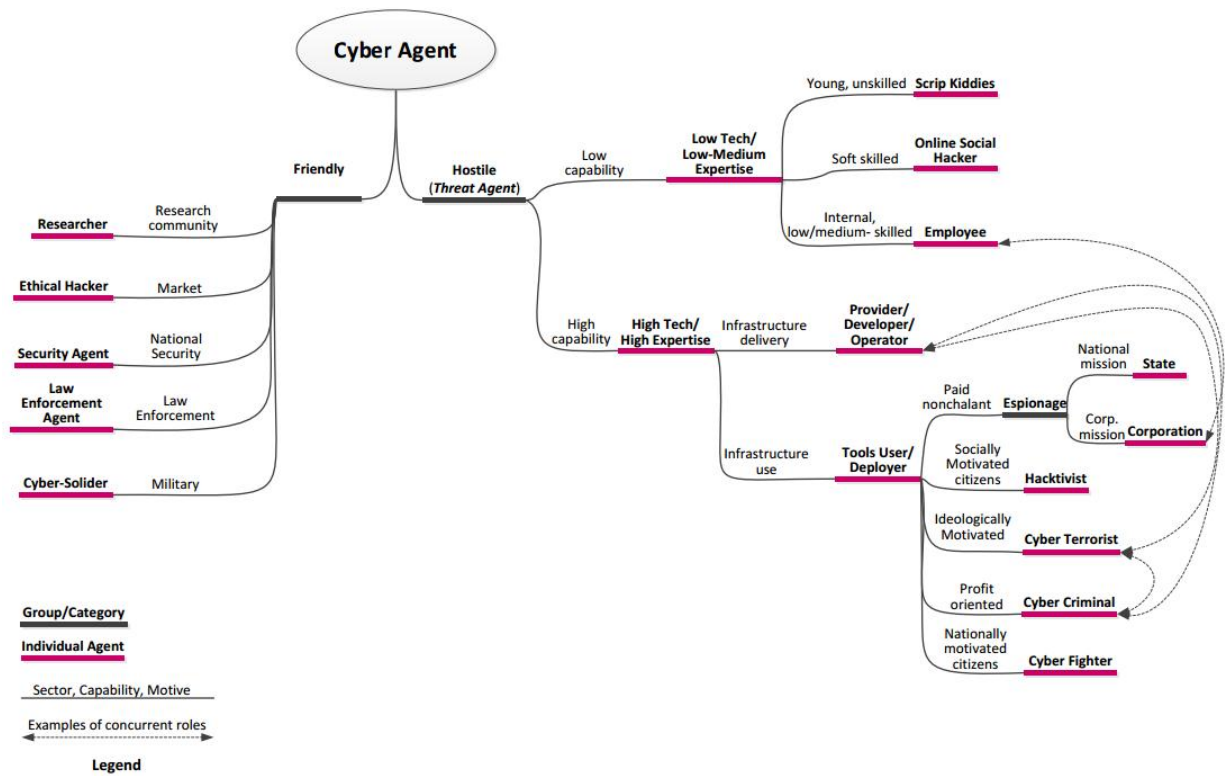 Cyber Agent
Friendly
Researcher
Research
community
Ethical Hacker
Market
Security Agent
National
Security
Law
Enforcement
Agent
Law
Enforcement
Cyber-Solider
Military
Hostile
(Threat Agent)
Low
capability
Low Tech/
Low-Medium
Expertise
Young, unskilled
Scrip Kiddies
Soft skilled
Online Social
Hacker
Internal,
low/medium- skilled
Employee
High
capability
High Tech/
High Expertise
Infrastructure
delivery
Provider/
Developer/
Operator
Infrastructure
use
Tools User/
Deployer
Paid
nonchalant
Espionage
National
mission
State
Corp.
mission
Corporation
Socially
Motivated
citizens
Hacktivist
Ideologically
Motivated
Cyber Terrorist
Profit
oriented
Cyber Criminal
Nationally
motivated
citizens
Cyber Fighter
Group/Category
Individual Agent
Sector, Capability, Motive
Examples of concurrent roles
Legend